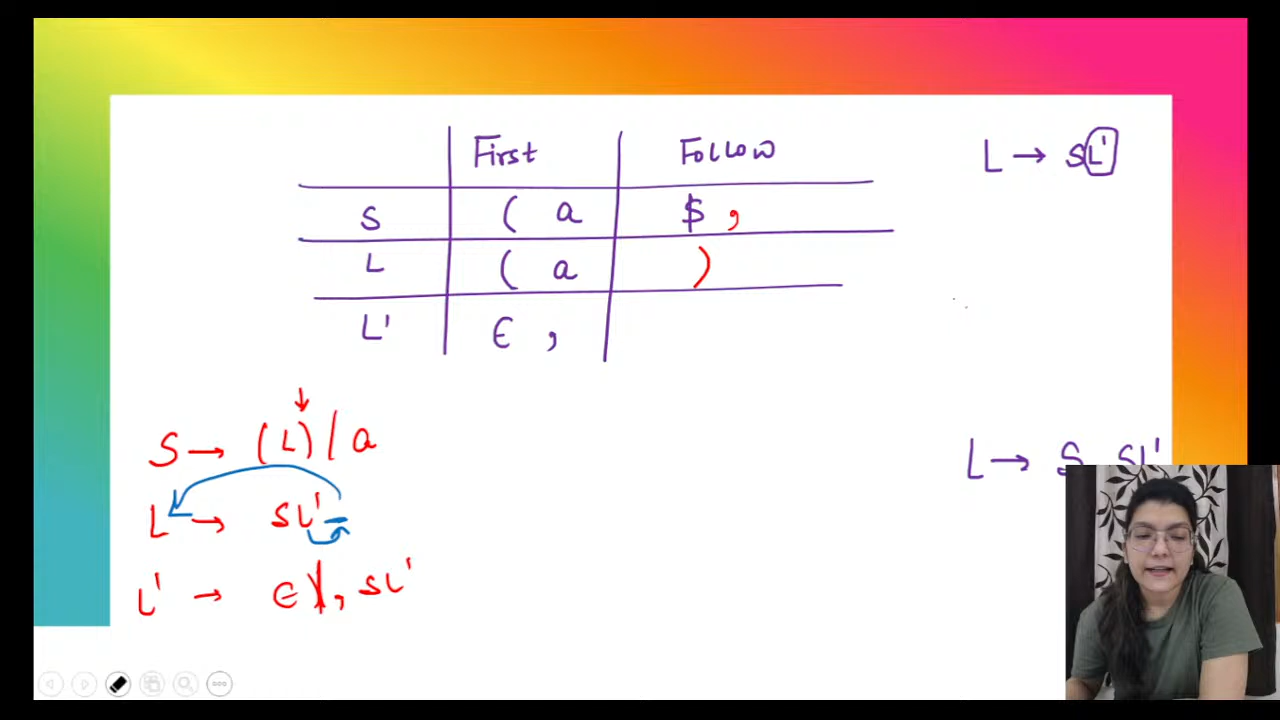 First Follow
L → SL'
S ( a $ ,
L ( a )
L' ε ,
S → (L) / a
L → S , SL'
L → SL'
L' → ε | , SL'